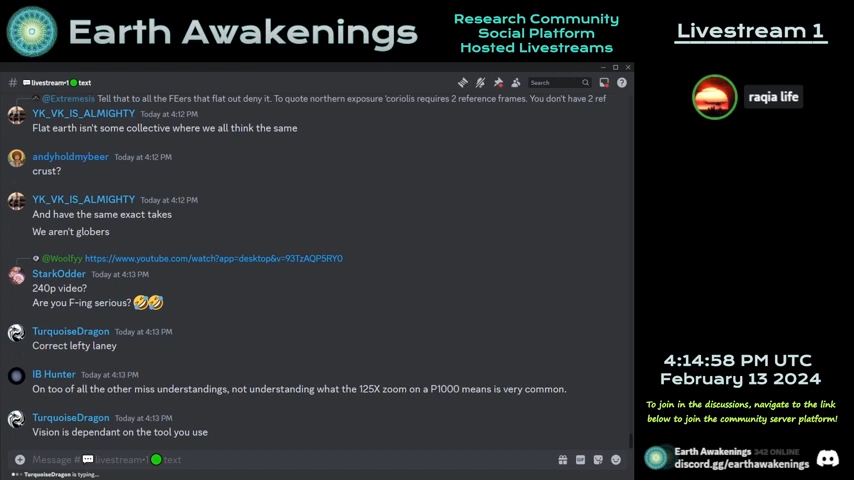 Earth Awakenings
Research Community
Social Platform
Hosted Livestreams
Livestream 1
# livestream•1 text
Search
@Extremesis Tell that to all the FEers that flat out deny it. To quote northern exposure 'coriolis requires 2 reference frames. You don't have 2 ref
YK_VK_IS_ALMIGHTY Today at 4:12 PM
Flat earth isn't some collective where we all think the same
andyholdmybeer Today at 4:12 PM
crust?
YK_VK_IS_ALMIGHTY Today at 4:12 PM
And have the same exact takes
We aren't globers
@Woolfyy https://www.youtube.com/watch?app=desktop&v=93TzAQP5RY0
StarkOdder Today at 4:13 PM
240p video?
Are you F-ing serious? 🤣🤣
TurquoiseDragon Today at 4:13 PM
Correct lefty laney
IB Hunter Today at 4:13 PM
On too of all the other miss understandings, not understanding what the 125X zoom on a P1000 means is very common.
TurquoiseDragon Today at 4:13 PM
Vision is dependant on the tool you use
Message # livestream•1 text
GIF
TurquoiseDragon is typing...
raqia life
4:14:58 PM UTC
February 13 2024
To join in the discussions, navigate to the link
below to join the community server platform!
Earth Awakenings 342 ONLINE
discord.gg/earthawakenings